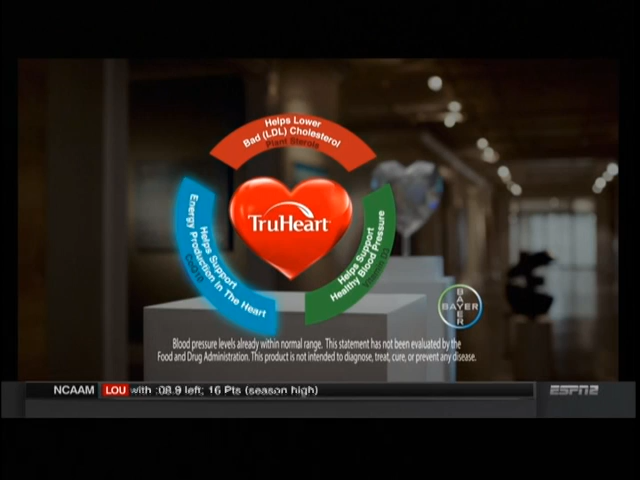 Helps Lower
Bad (LDL) Cholesterol
Plant Sterols
TruHeart
Helps Support
Energy Production In The Heart
CoQ10
Helps Support
Healthy Blood Pressure
Vitamin D3
BAYER
BAYER
Blood pressure levels already within normal range. This statement has not been evaluated by the
Food and Drug Administration. This product is not intended to diagnose, treat, cure, or prevent any disease.
NCAAM LOU with :08.9 left; 16 Pts (season high) ESPN2